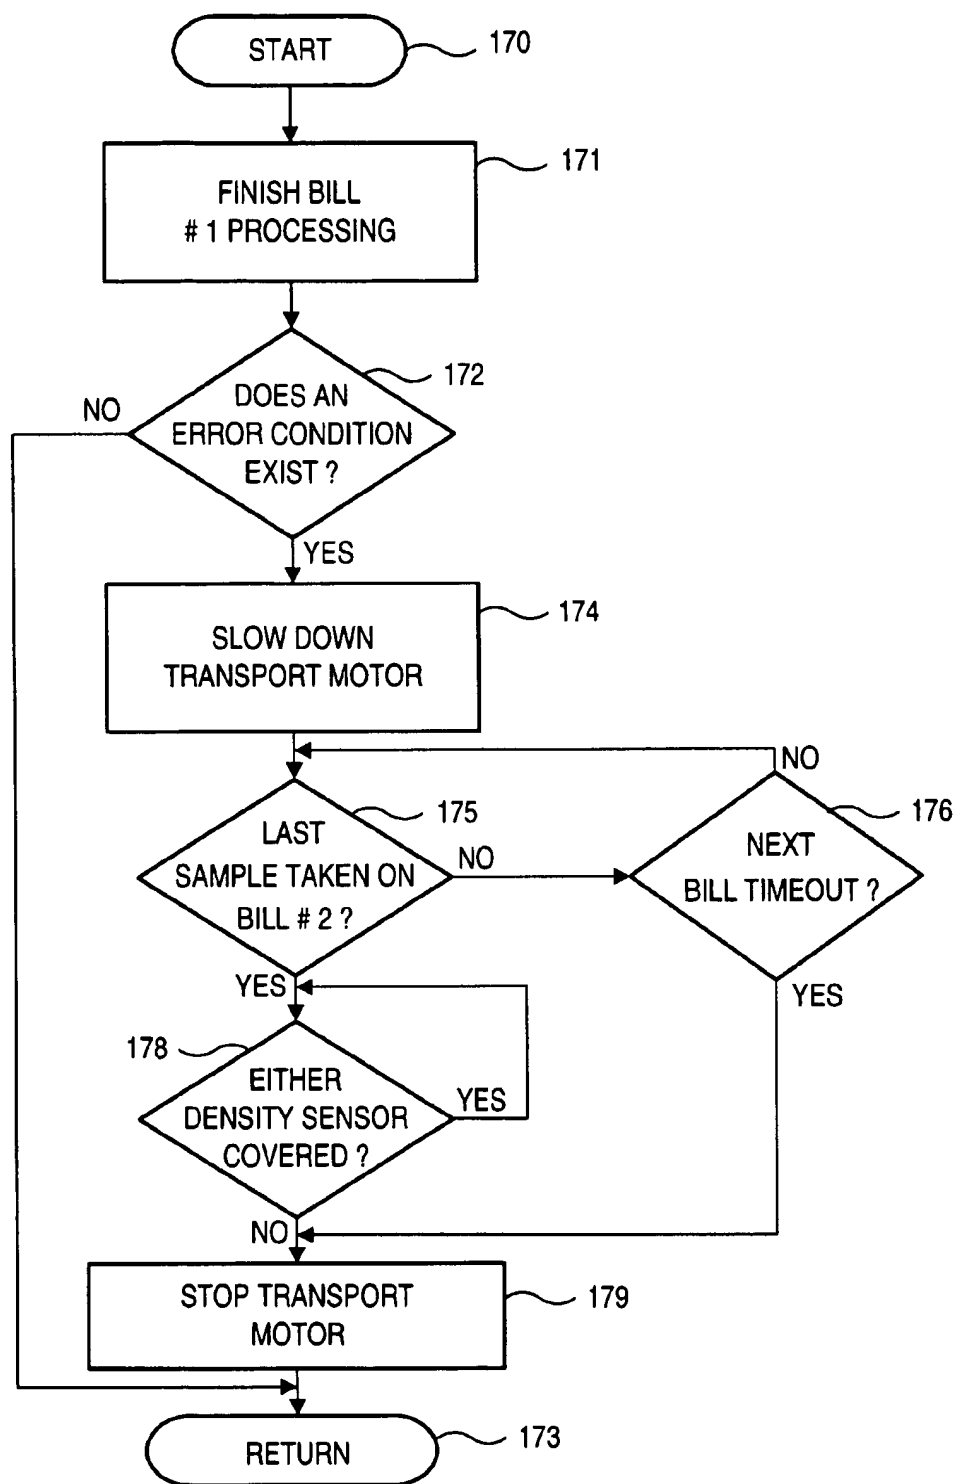 START
170
FINISH BILL
# 1 PROCESSING
171
DOES AN
ERROR CONDITION
EXIST ?
172
NO
YES
SLOW DOWN
TRANSPORT MOTOR
174
LAST
SAMPLE TAKEN ON
BILL # 2 ?
175
NO
NEXT
BILL TIMEOUT ?
176
NO
YES
YES
EITHER
DENSITY SENSOR
COVERED ?
178
YES
NO
STOP TRANSPORT
MOTOR
179
RETURN
173